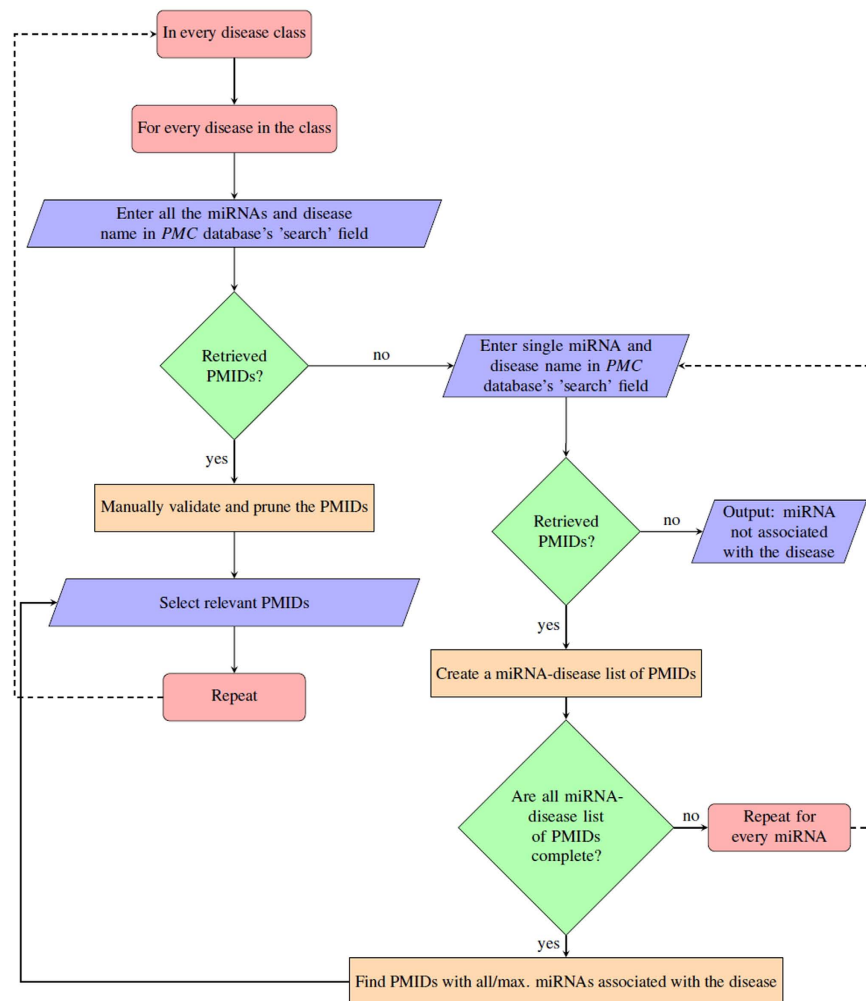 In every disease class
For every disease in the class
Enter all the miRNAs and disease
name in PMC database's 'search' field
Retrieved
PMIDs?
no
Enter single miRNA and
disease name in PMC
database's 'search' field
yes
Manually validate and prune the PMIDs
Retrieved
PMIDs?
no
Output: miRNA
not associated
with the disease
Select relevant PMIDs
yes
Create a miRNA-disease list of PMIDs
Repeat
Are all miRNA-
disease list
of PMIDs
complete?
no
Repeat for
every miRNA
yes
Find PMIDs with all/max. miRNAs associated with the disease